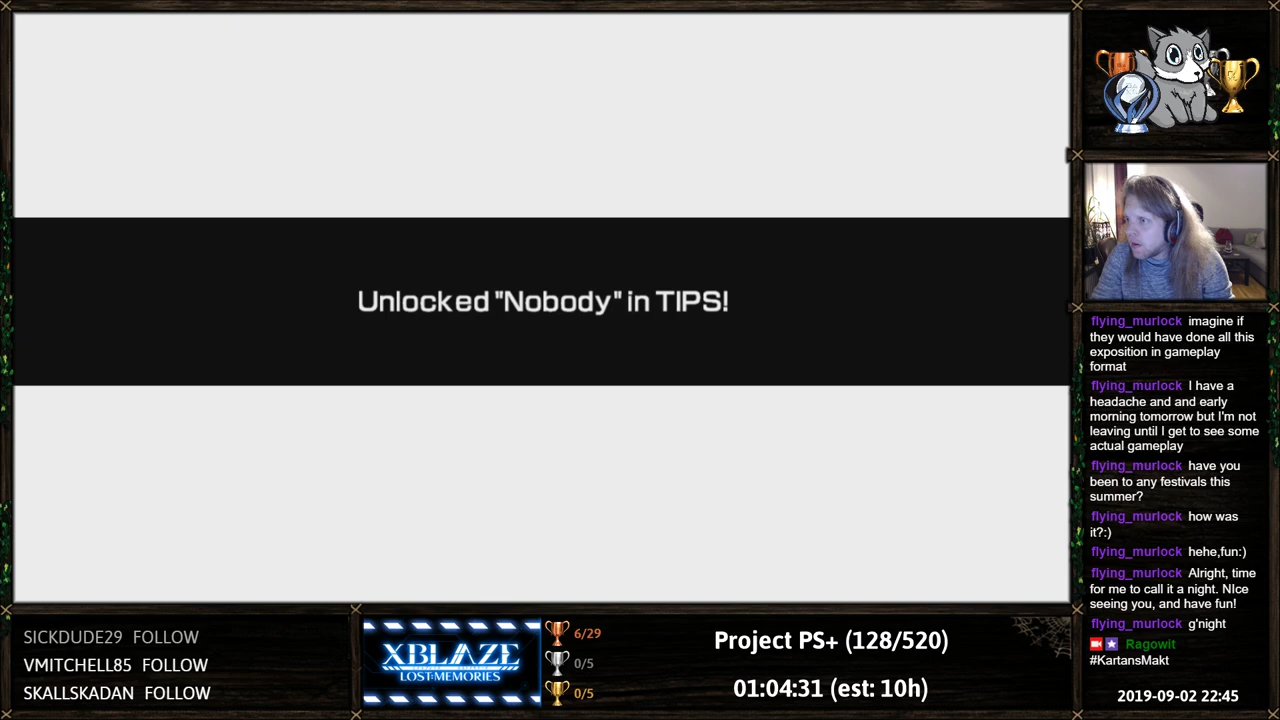 Unlocked "Nobody" in TIPS!
flying_murlock imagine if
they would have done all this
exposition in gameplay
format
flying_murlock I have a
headache and and early
morning tomorrow but I'm not
leaving until I get to see some
actual gameplay
flying_murlock have you
been to any festivals this
summer?
flying_murlock how was
it?:)
flying_murlock hehe,fun:)
flying_murlock Alright, time
for me to call it a night. NIce
seeing you, and have fun!
flying_murlock g'night
Ragowit
#KartansMakt
2019-09-02 22:45
SICKDUDE29 FOLLOW
VMITCHELL85 FOLLOW
SKALLSKADAN FOLLOW
XBLAZE
LOST:MEMORIES
6/29
0/5
0/5
Project PS+ (128/520)
01:04:31 (est: 10h)